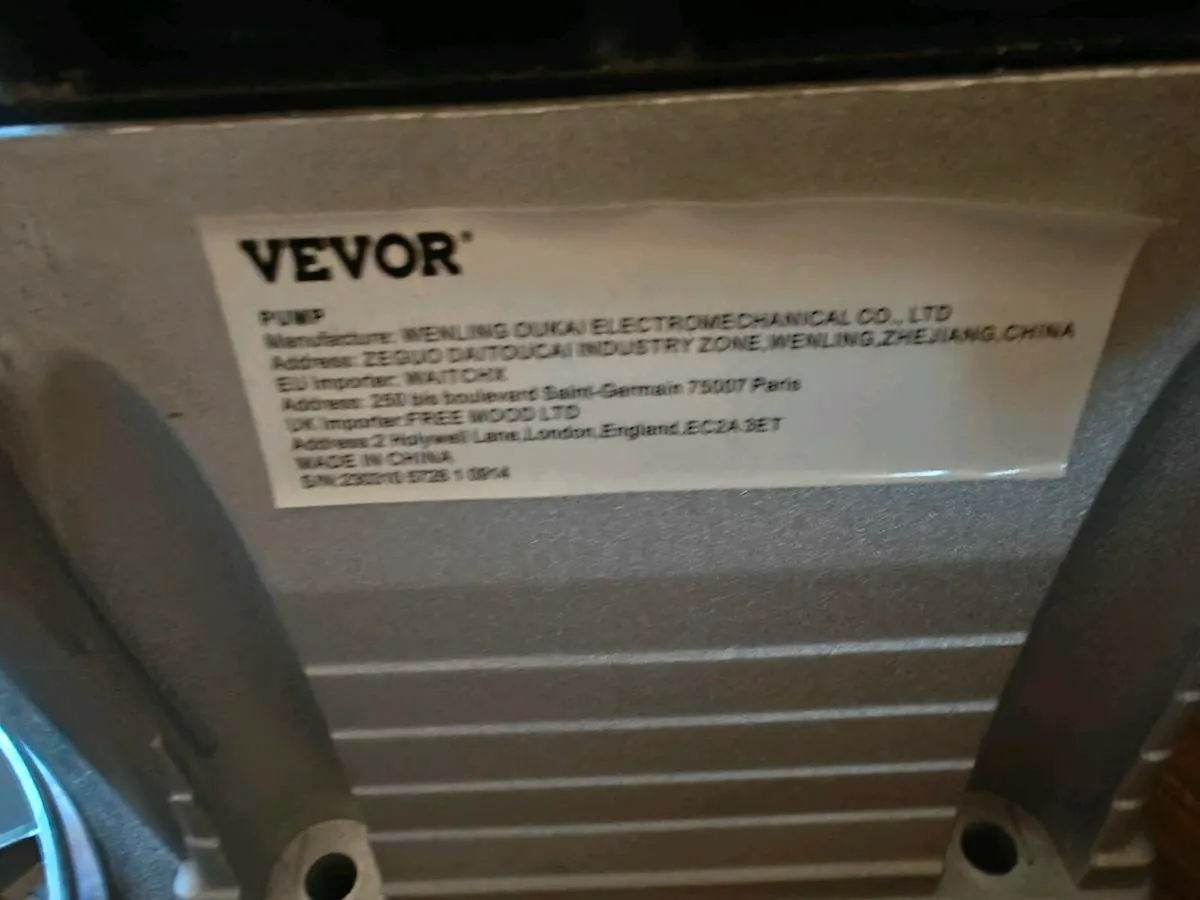 VEVOR®
PUMP
Manufacture: WENLING OUKAI ELECTROMECHANICAL CO., LTD
Address: ZEGUO DAITOUCAI INDUSTRY ZONE,WENLING,ZHEJIANG,CHINA
EU Importer: WAITCHX
Address: 250 bis boulevard Saint-Germain 75007 Paris
UK Importer:FREE MOOD LTD
Address:2 Holywell Lane,London,England,EC2A 3ET
MADE IN CHINA
S/N: